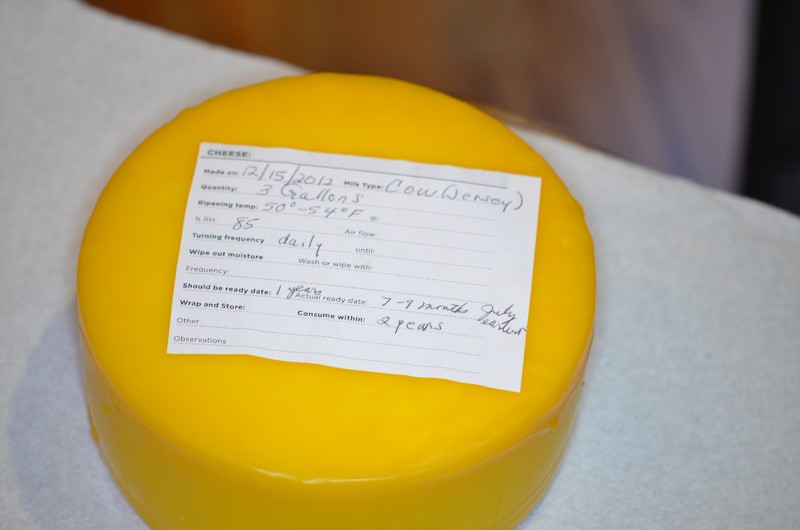 CHEESE:
Made on: 12/15/2012 Milk Type: Cow (Jersey)
Quantity: 3 Gallons
Ripening temp: 50°-54°F @
% RH: 85 Air flow:
Turning frequency daily until:
Wipe out moisture Wash or wipe with:
Frequency:
Should be ready date: 1 years Actual ready date: 7-9 months July earliest
Wrap and Store: Consume within: 2 years
Other
Observations